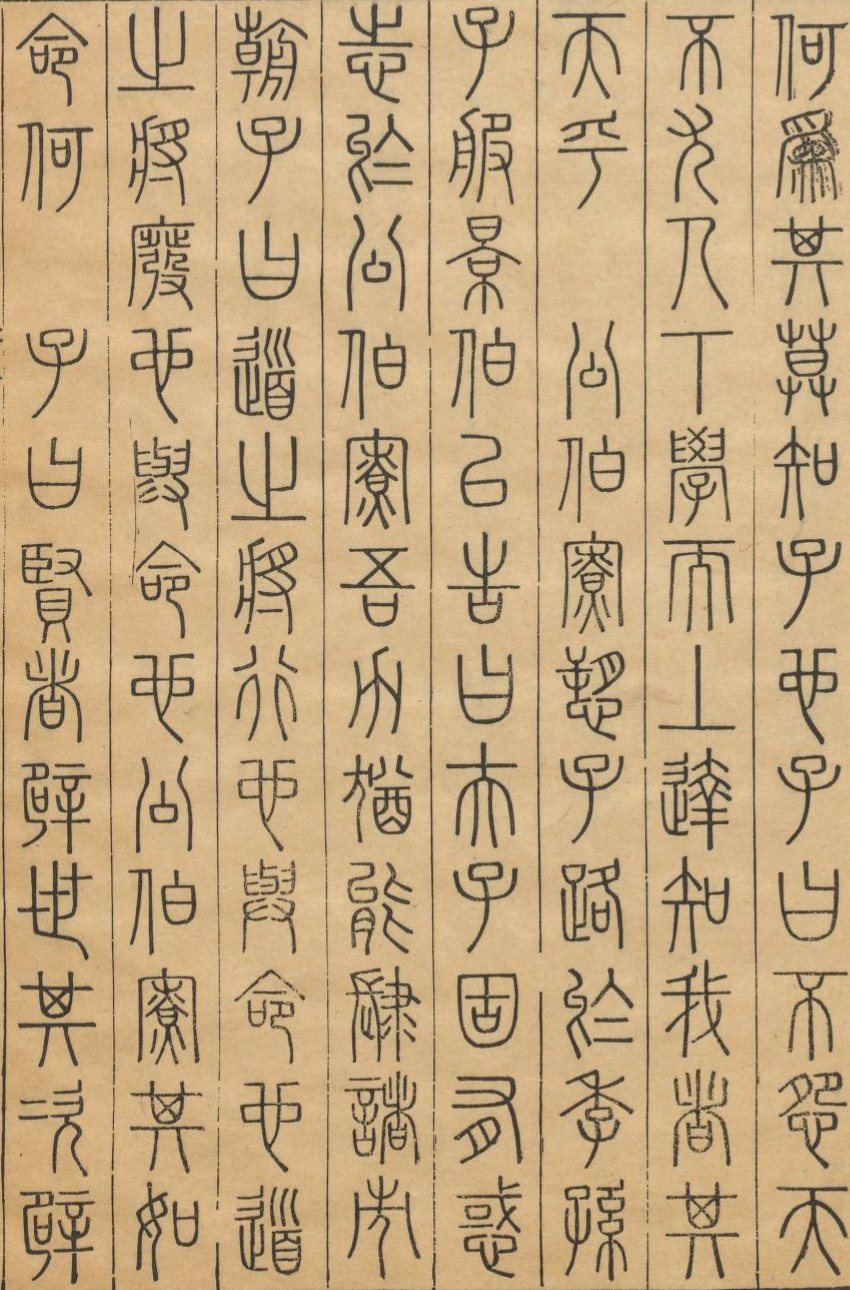 何為其莫知子也子曰不怨天
不尤人下學而上達知我者其
天乎 公伯寮愬子路於季孫
子服景伯以告曰夫子固有惑
志於公伯寮吾力猶能肆諸市
朝子曰道之將行也與命也道
之將廢也與命也公伯寮其如
命何 子曰賢者辟世其次辟